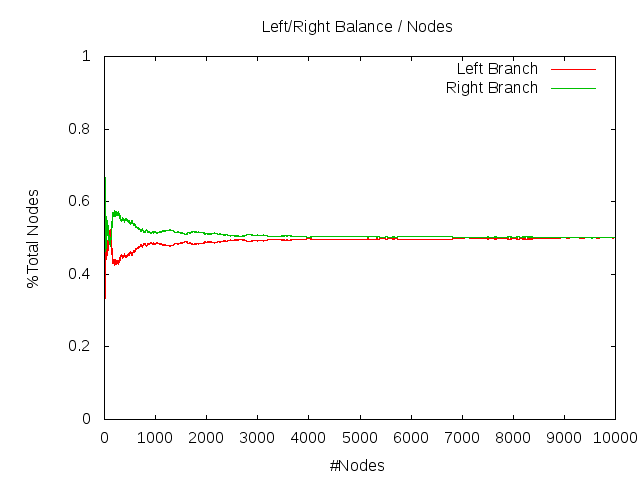 Left/Right Balance / Nodes
Left Branch
Right Branch
1
0.8
0.6
0.4
0.2
0
%Total Nodes
0 1000 2000 3000 4000 5000 6000 7000 8000 9000 10000
#Nodes